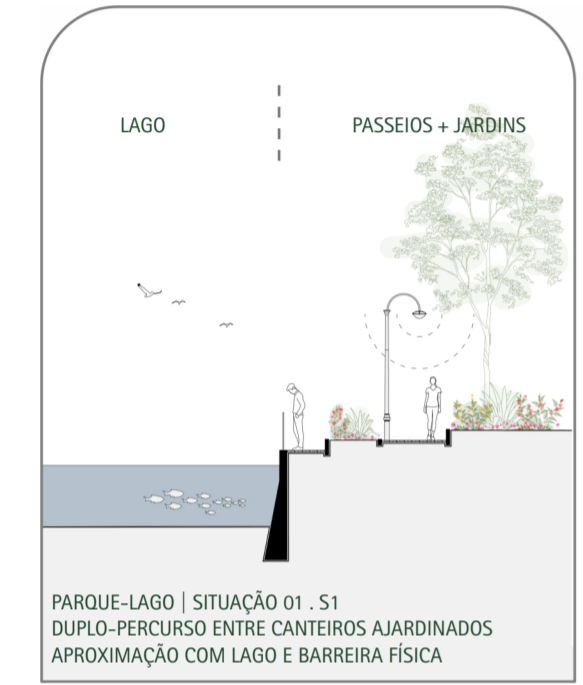 LAGO
PASSEIOS + JARDINS
PARQUE-LAGO | SITUAÇÃO 01 . S1
DUPLO-PERCURSO ENTRE CANTEIROS AJARDINADOS
APROXIMAÇÃO COM LAGO E BARREIRA FÍSICA